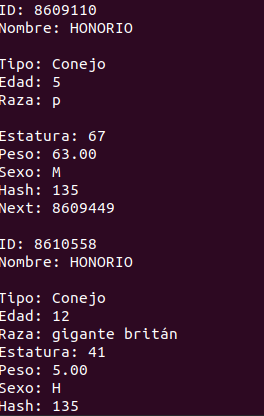 ID: 8609110
Nombre: HONORIO
Tipo: Conejo
Edad: 5
Raza: p
Estatura: 67
Peso: 63.00
Sexo: M
Hash: 135
Next: 8609449
ID: 8610558
Nombre: HONORIO
Tipo: Conejo
Edad: 12
Raza: gigante britán
Estatura: 41
Peso: 5.00
Sexo: H
Hash: 135